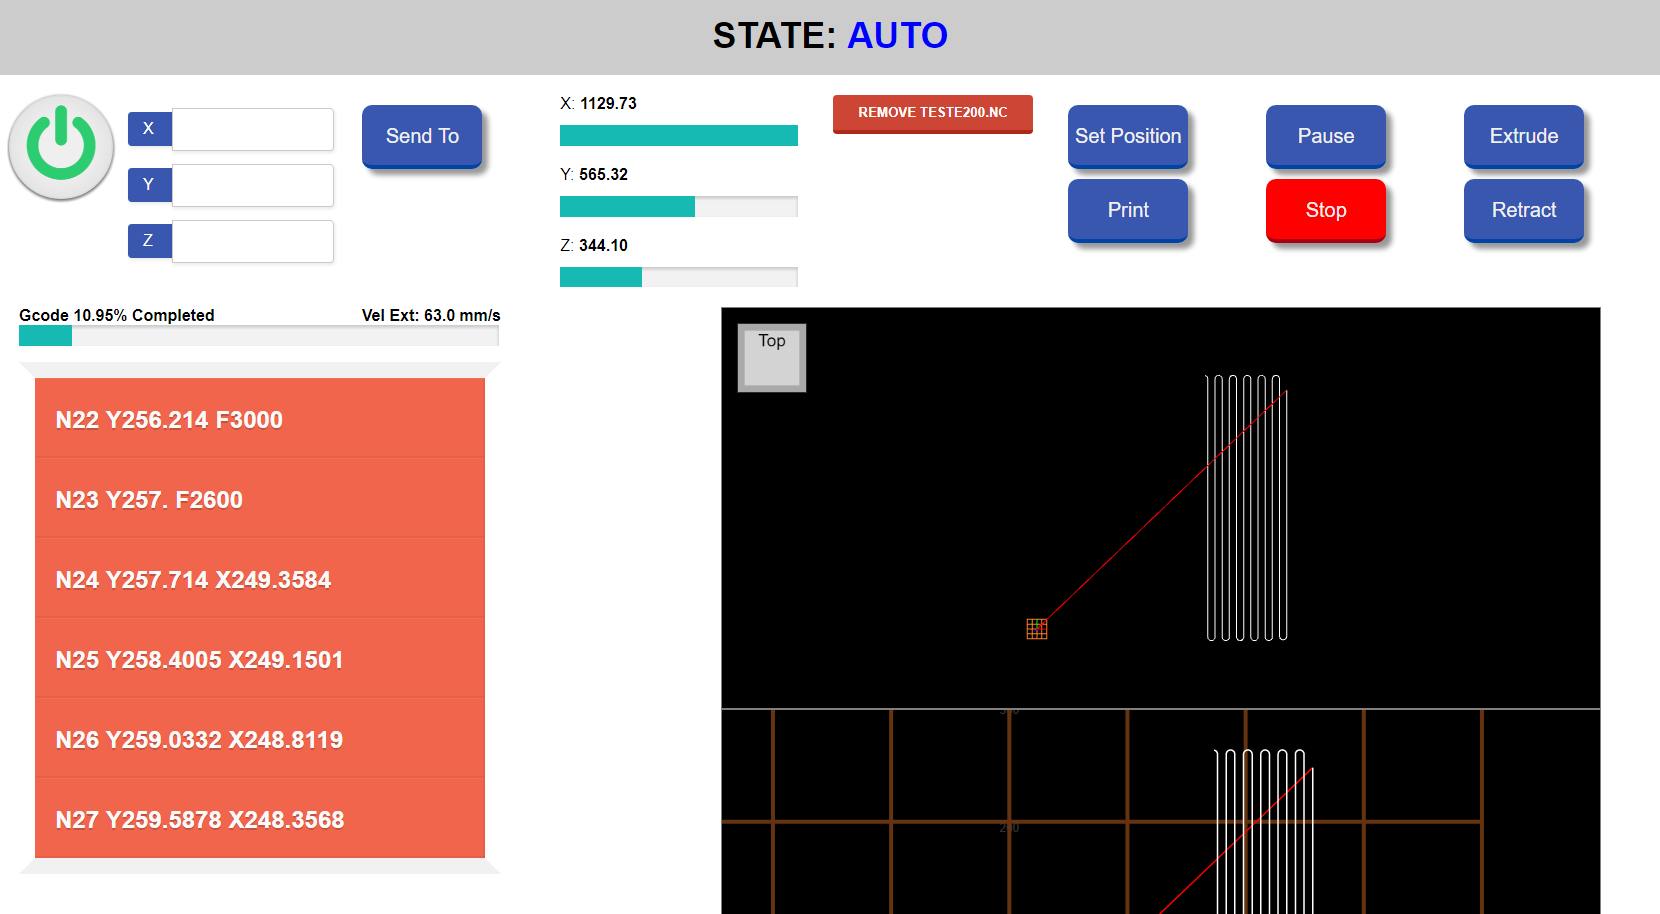 STATE: AUTO
X
Y
Z
Send To
X: 1129.73
Y: 565.32
Z: 344.10
REMOVE TESTE200.NC
Set Position
Pause
Extrude
Print
Stop
Retract
Gcode 10.95% Completed
Vel Ext: 63.0 mm/s
N22 Y256.214 F3000
N23 Y257. F2600
N24 Y257.714 X249.3584
N25 Y258.4005 X249.1501
N26 Y259.0332 X248.8119
N27 Y259.5878 X248.3568
Top
200